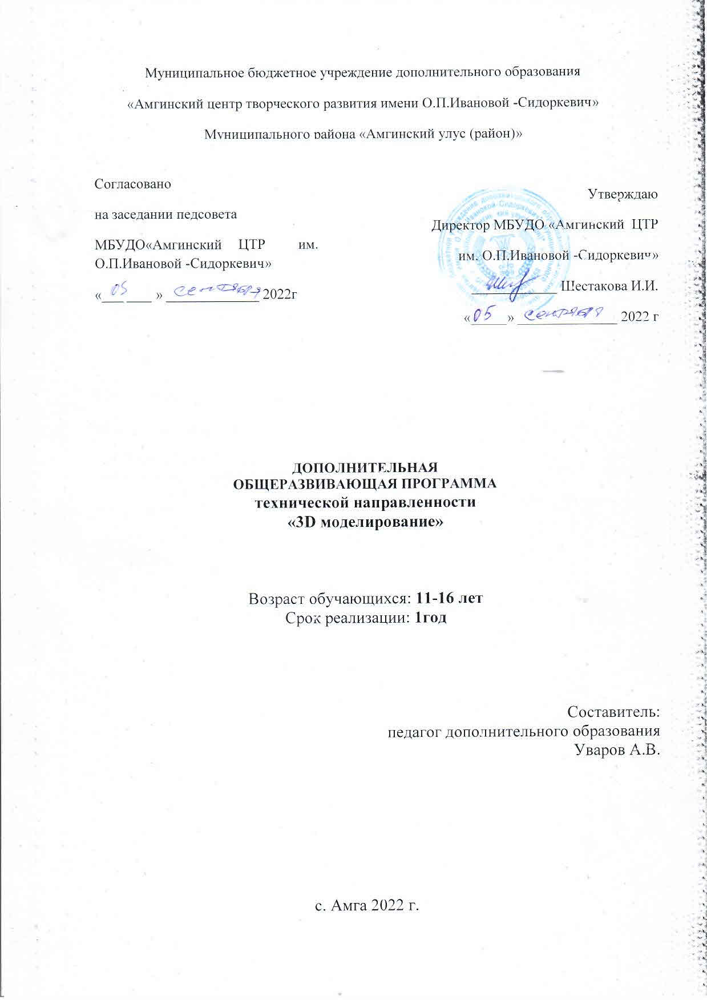 Муниципальное бюджетное учреждение дополнительного образования
«Амгинский центр творческого развития имени О.П.Ивановой -Сидоркевич»
Муниципального района «Амгинский улус (район)»
Согласовано
на заседании педсовета
МБУДО«Амгинский ЦТР им.
О.П.Ивановой -Сидоркевич»
«05» сентября 2022г
Утверждаю
Директор МБУДО «Амгинский ЦТР
им. О.П.Ивановой -Сидоркевич»
Шестакова И.И.
«05» сентября 2022 г
ДОПОЛНИТЕЛЬНАЯ
ОБЩЕРАЗВИВАЮЩАЯ ПРОГРАММА
технической направленности
«3D моделирование»
Возраст обучающихся: 11-16 лет
Срок реализации: 1год
Составитель:
педагог дополнительного образования
Уваров А.В.
с. Амга 2022 г.